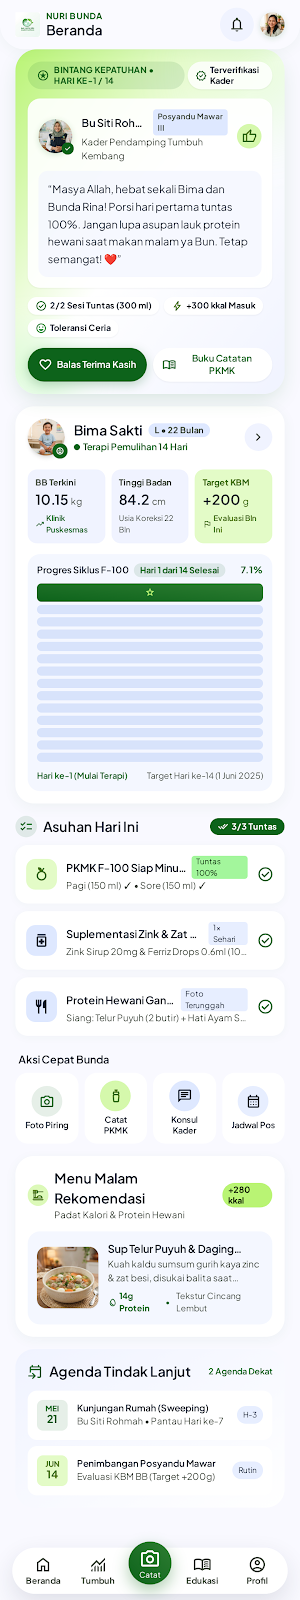 NURI BUNDA
Beranda
BINTANG KEPATUHAN •
HARI KE-1 / 14
Terverifikasi
Kader
Bu Siti Roh...
Posyandu Mawar
III
Kader Pendamping Tumbuh
Kembang
"Masya Allah, hebat sekali Bima dan
Bunda Rina! Porsi hari pertama tuntas
100%. Jangan lupa asupan lauk protein
hewani saat makan malam ya Bun. Tetap
semangat! ❤️"
2/2 Sesi Tuntas (300 ml)
+300 kkal Masuk
Toleransi Ceria
Balas Terima Kasih
Buku Catatan
PKMK
Bima Sakti
L • 22 Bulan
Terapi Pemulihan 14 Hari
BB Terkini
10.15 kg
Klinik
Puskesmas
Tinggi Badan
84.2 cm
Usia Koreksi 22
Bln
Target KBM
+200 g
Evaluasi Bln
Ini
Progres Siklus F-100
Hari 1 dari 14 Selesai
7.1%
Hari ke-1 (Mulai Terapi)
Target Hari ke-14 (1 Juni 2025)
Asuhan Hari Ini
3/3 Tuntas
PKMK F-100 Siap Minu...
Tuntas
100%
Pagi (150 ml) ✓ • Sore (150 ml) ✓
Suplementasi Zink & Zat ...
1x
Sehari
Zink Sirup 20mg & Ferriz Drops 0.6ml (10...
Protein Hewani Gan...
Foto
Terunggah
Siang: Telur Puyuh (2 butir) + Hati Ayam S...
Aksi Cepat Bunda
Foto Piring
Catat
PKMK
Konsul
Kader
Jadwal Pos
Menu Malam
Rekomendasi
+280
kkal
Padat Kalori & Protein Hewani
Sup Telur Puyuh & Daging...
Kuah kaldu sumsum gurih kaya zinc
& zat besi, disukai balita saat...
14g
Protein
•
Tekstur Cincang
Lembut
Agenda Tindak Lanjut
2 Agenda Dekat
MEI
21
Kunjungan Rumah (Sweeping)
Bu Siti Rohmah • Pantau Hari ke-7
H-3
JUN
14
Penimbangan Posyandu Mawar
Evaluasi KBM BB (Target +200g)
Rutin
Beranda
Tumbuh
Catat
Edukasi
Profil